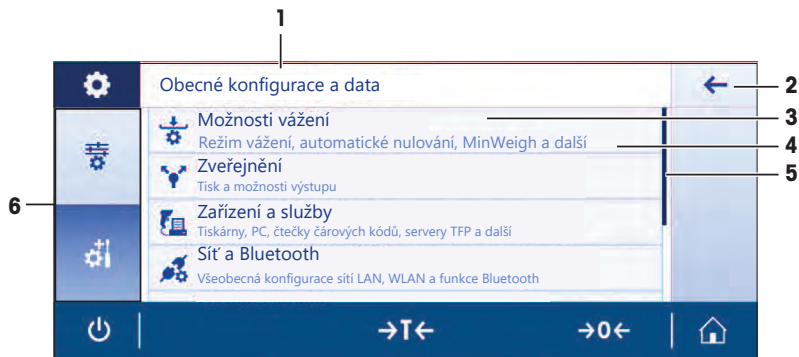 1
Obecné konfigurace a data
2
Možnosti vážení
3
Režim vážení, automatické nulování, MinWeigh a další
4
Zveřejnění
5
Tisk a možnosti výstupu
6
Zařízení a služby
Tiskárny, PC, čtečky čárových kódů, servery TFP a další
Síť a Bluetooth
Všeobecná konfigurace sítí LAN, WLAN a funkce Bluetooth
→T←
→0←